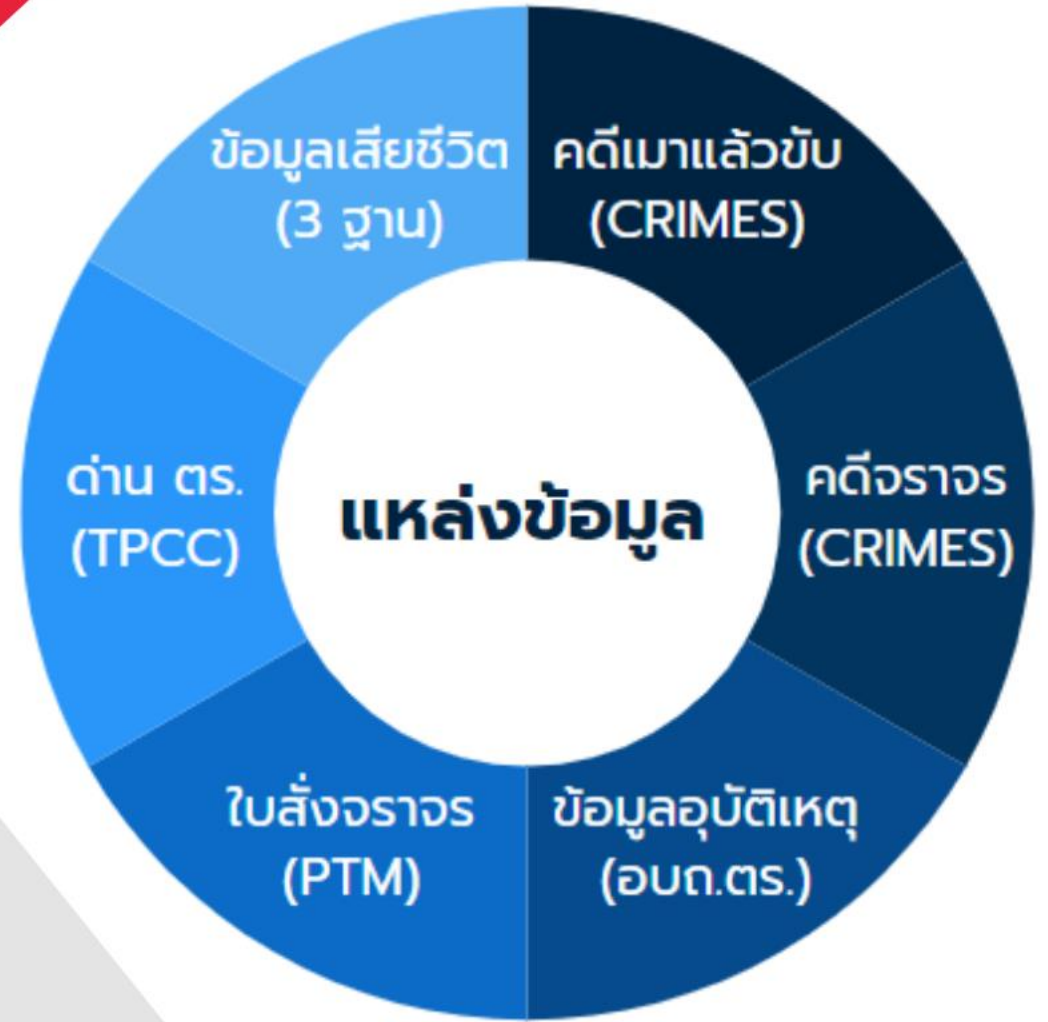 ข้อมูลเสียชีวิต
(3 ฐาน)
คดีเมาแล้วขับ
(CRIMES)
ด่าน ตร.
(TPCC)
แหล่งข้อมูล
คดีจราจร
(CRIMES)
ใบสั่งจราจร
(PTM)
ข้อมูลอุบัติเหตุ
(อบถ.ตร.)